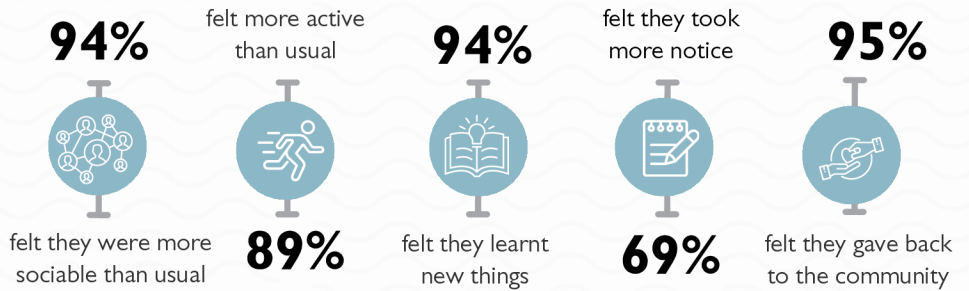 94%
felt they were more
sociable than usual
felt more active
than usual
89%
94%
felt they learnt
new things
felt they took
more notice
69%
95%
felt they gave back
to the community